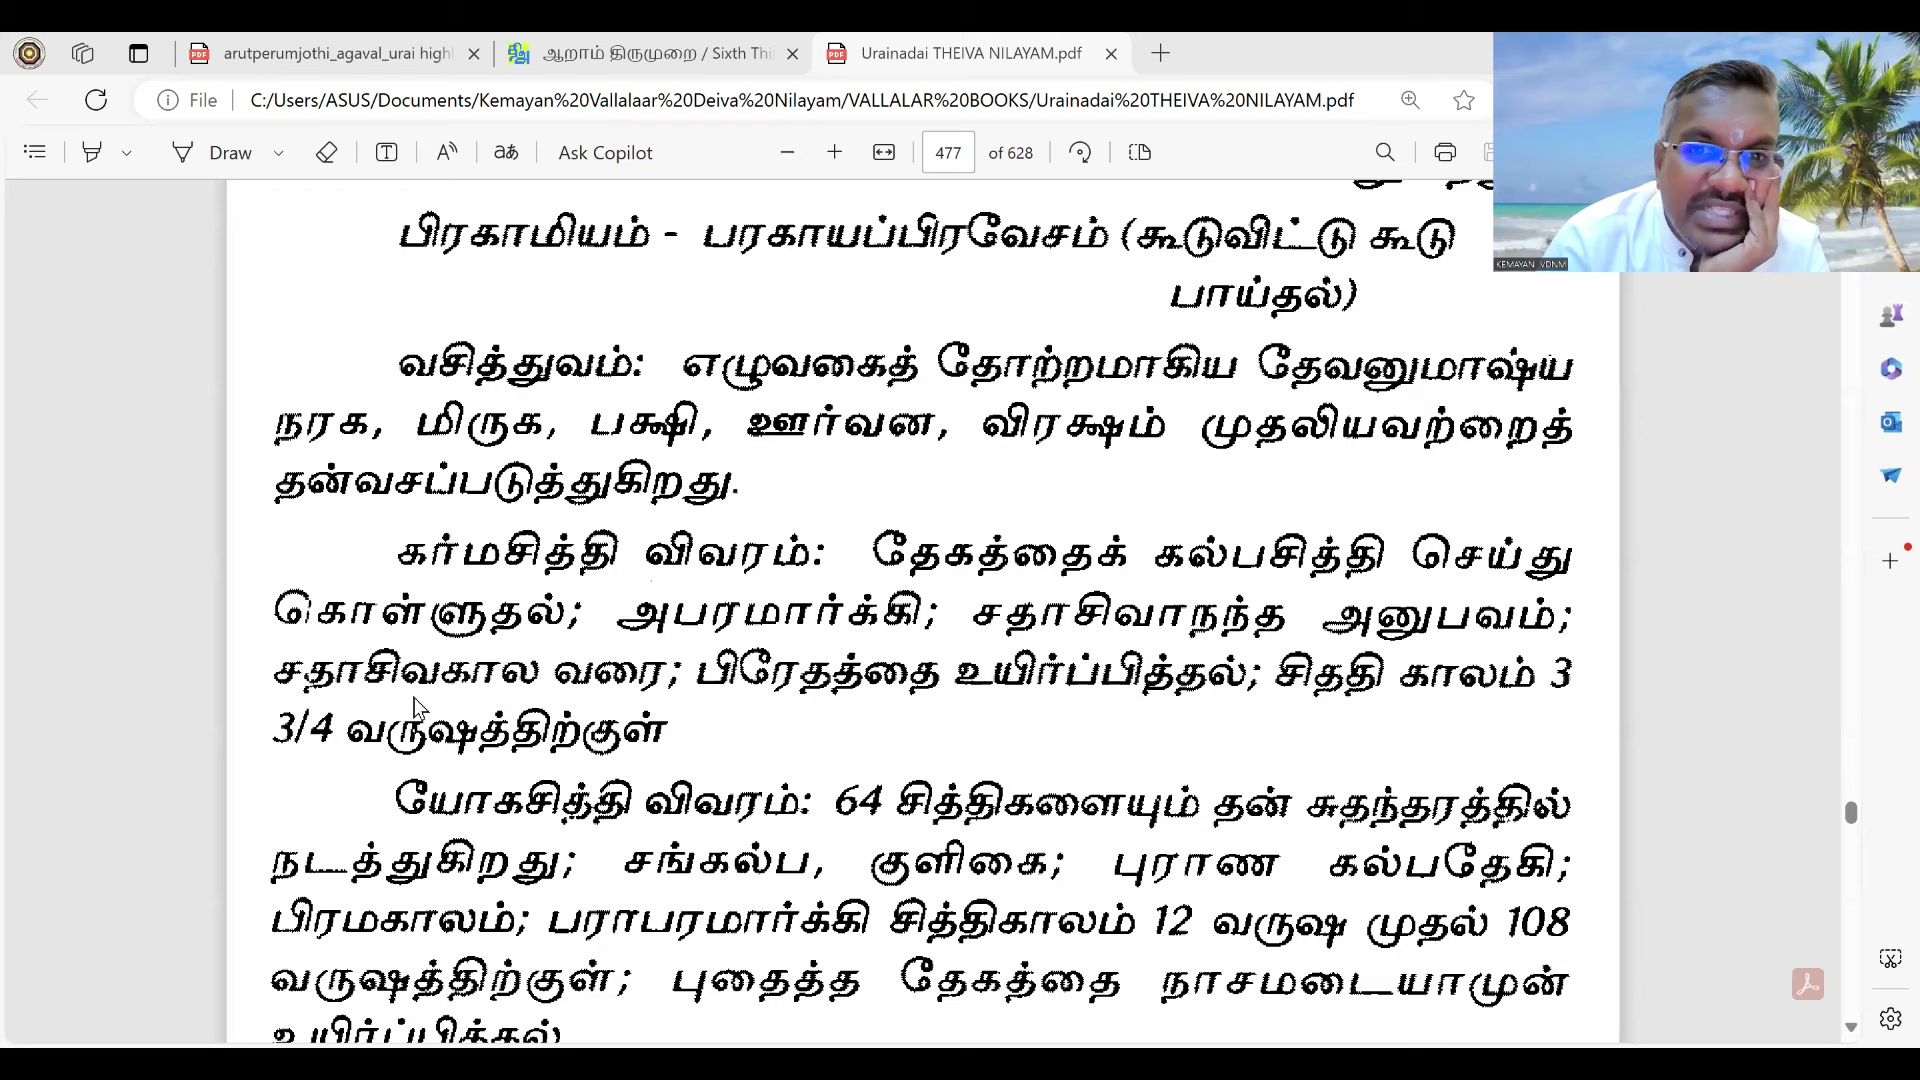 arutperumjothi_agaval_urai highl
ஆறாம் திருமுறை / Sixth Thi
Urainadai THEIVA NILAYAM.pdf
File
C:/Users/ASUS/Documents/Kemayan%20Vallalaar%20Deiva%20Nilayam/VALLALAR%20BOOKS/Urainadai%20THEIVA%20NILAYAM.pdf
Draw
Ask Copilot
477 of 628
KEMAYAN VDNM
பிரகாமியம் - பரகாயப்பிரவேசம் (கூடுவிட்டு கூடு
பாய்தல்)
வசித்துவம்: எழுவகைத் தோற்றமாகிய தேவனுமாஷ்ய
நரக, மிருக, பக்ஷி, ஊர்வன, விரக்ஷம் முதலியவற்றைத்
தன்வசப்படுத்துகிறது.
கர்மசித்தி விவரம்: தேகத்தைக் கல்பசித்தி செய்து
கொள்ளுதல்; அபரமார்க்கி; சதாசிவாநந்த அனுபவம்;
சதாசிவகால வரை; பிரேதத்தை உயிர்ப்பித்தல்; சிததி காலம் 3
3/4 வருஷத்திற்குள்
யோகசித்தி விவரம்: 64 சித்திகளையும் தன் சுதந்தரத்தில்
நடத்துகிறது; சங்கல்ப, குளிகை; புராண கல்பதேகி;
பிரமகாலம்; பராபரமார்க்கி சித்திகாலம் 12 வருஷ முதல் 108
வருஷத்திற்குள்; புதைத்த தேகத்தை நாசமடையாமுன்
உயிர்ப்பித்தல்